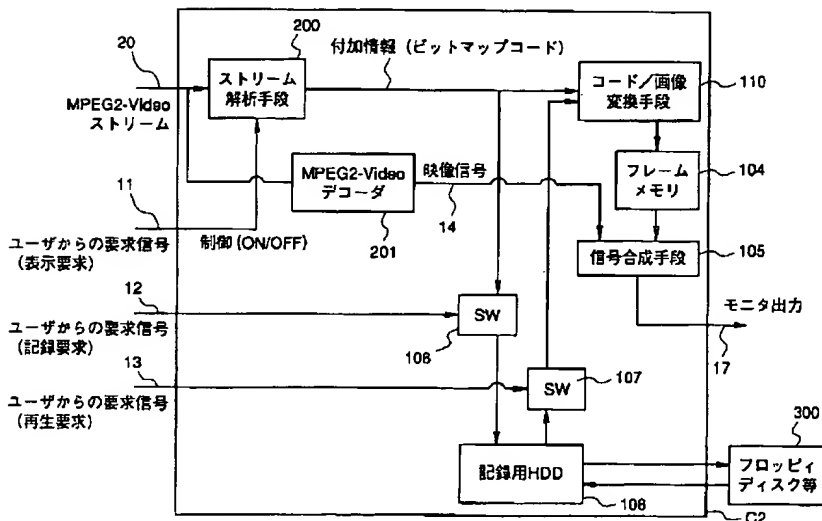 200
付加情報（ビットマップコード）
20
ストリーム
解析手段
コード／画像
変換手段
110
MPEG2-Video
ストリーム
フレーム
メモリ
104
MPEG2-Video
デコーダ
映像信号
14
11
201
ユーザからの要求信号
（表示要求）
制御(ON/OFF)
信号合成手段
105
12
モニタ出力
17
ユーザからの要求信号
（記録要求）
SW
106
13
SW
107
ユーザからの要求信号
（再生要求）
300
記録用HDD
フロッピィ
ディスク等
108
C2